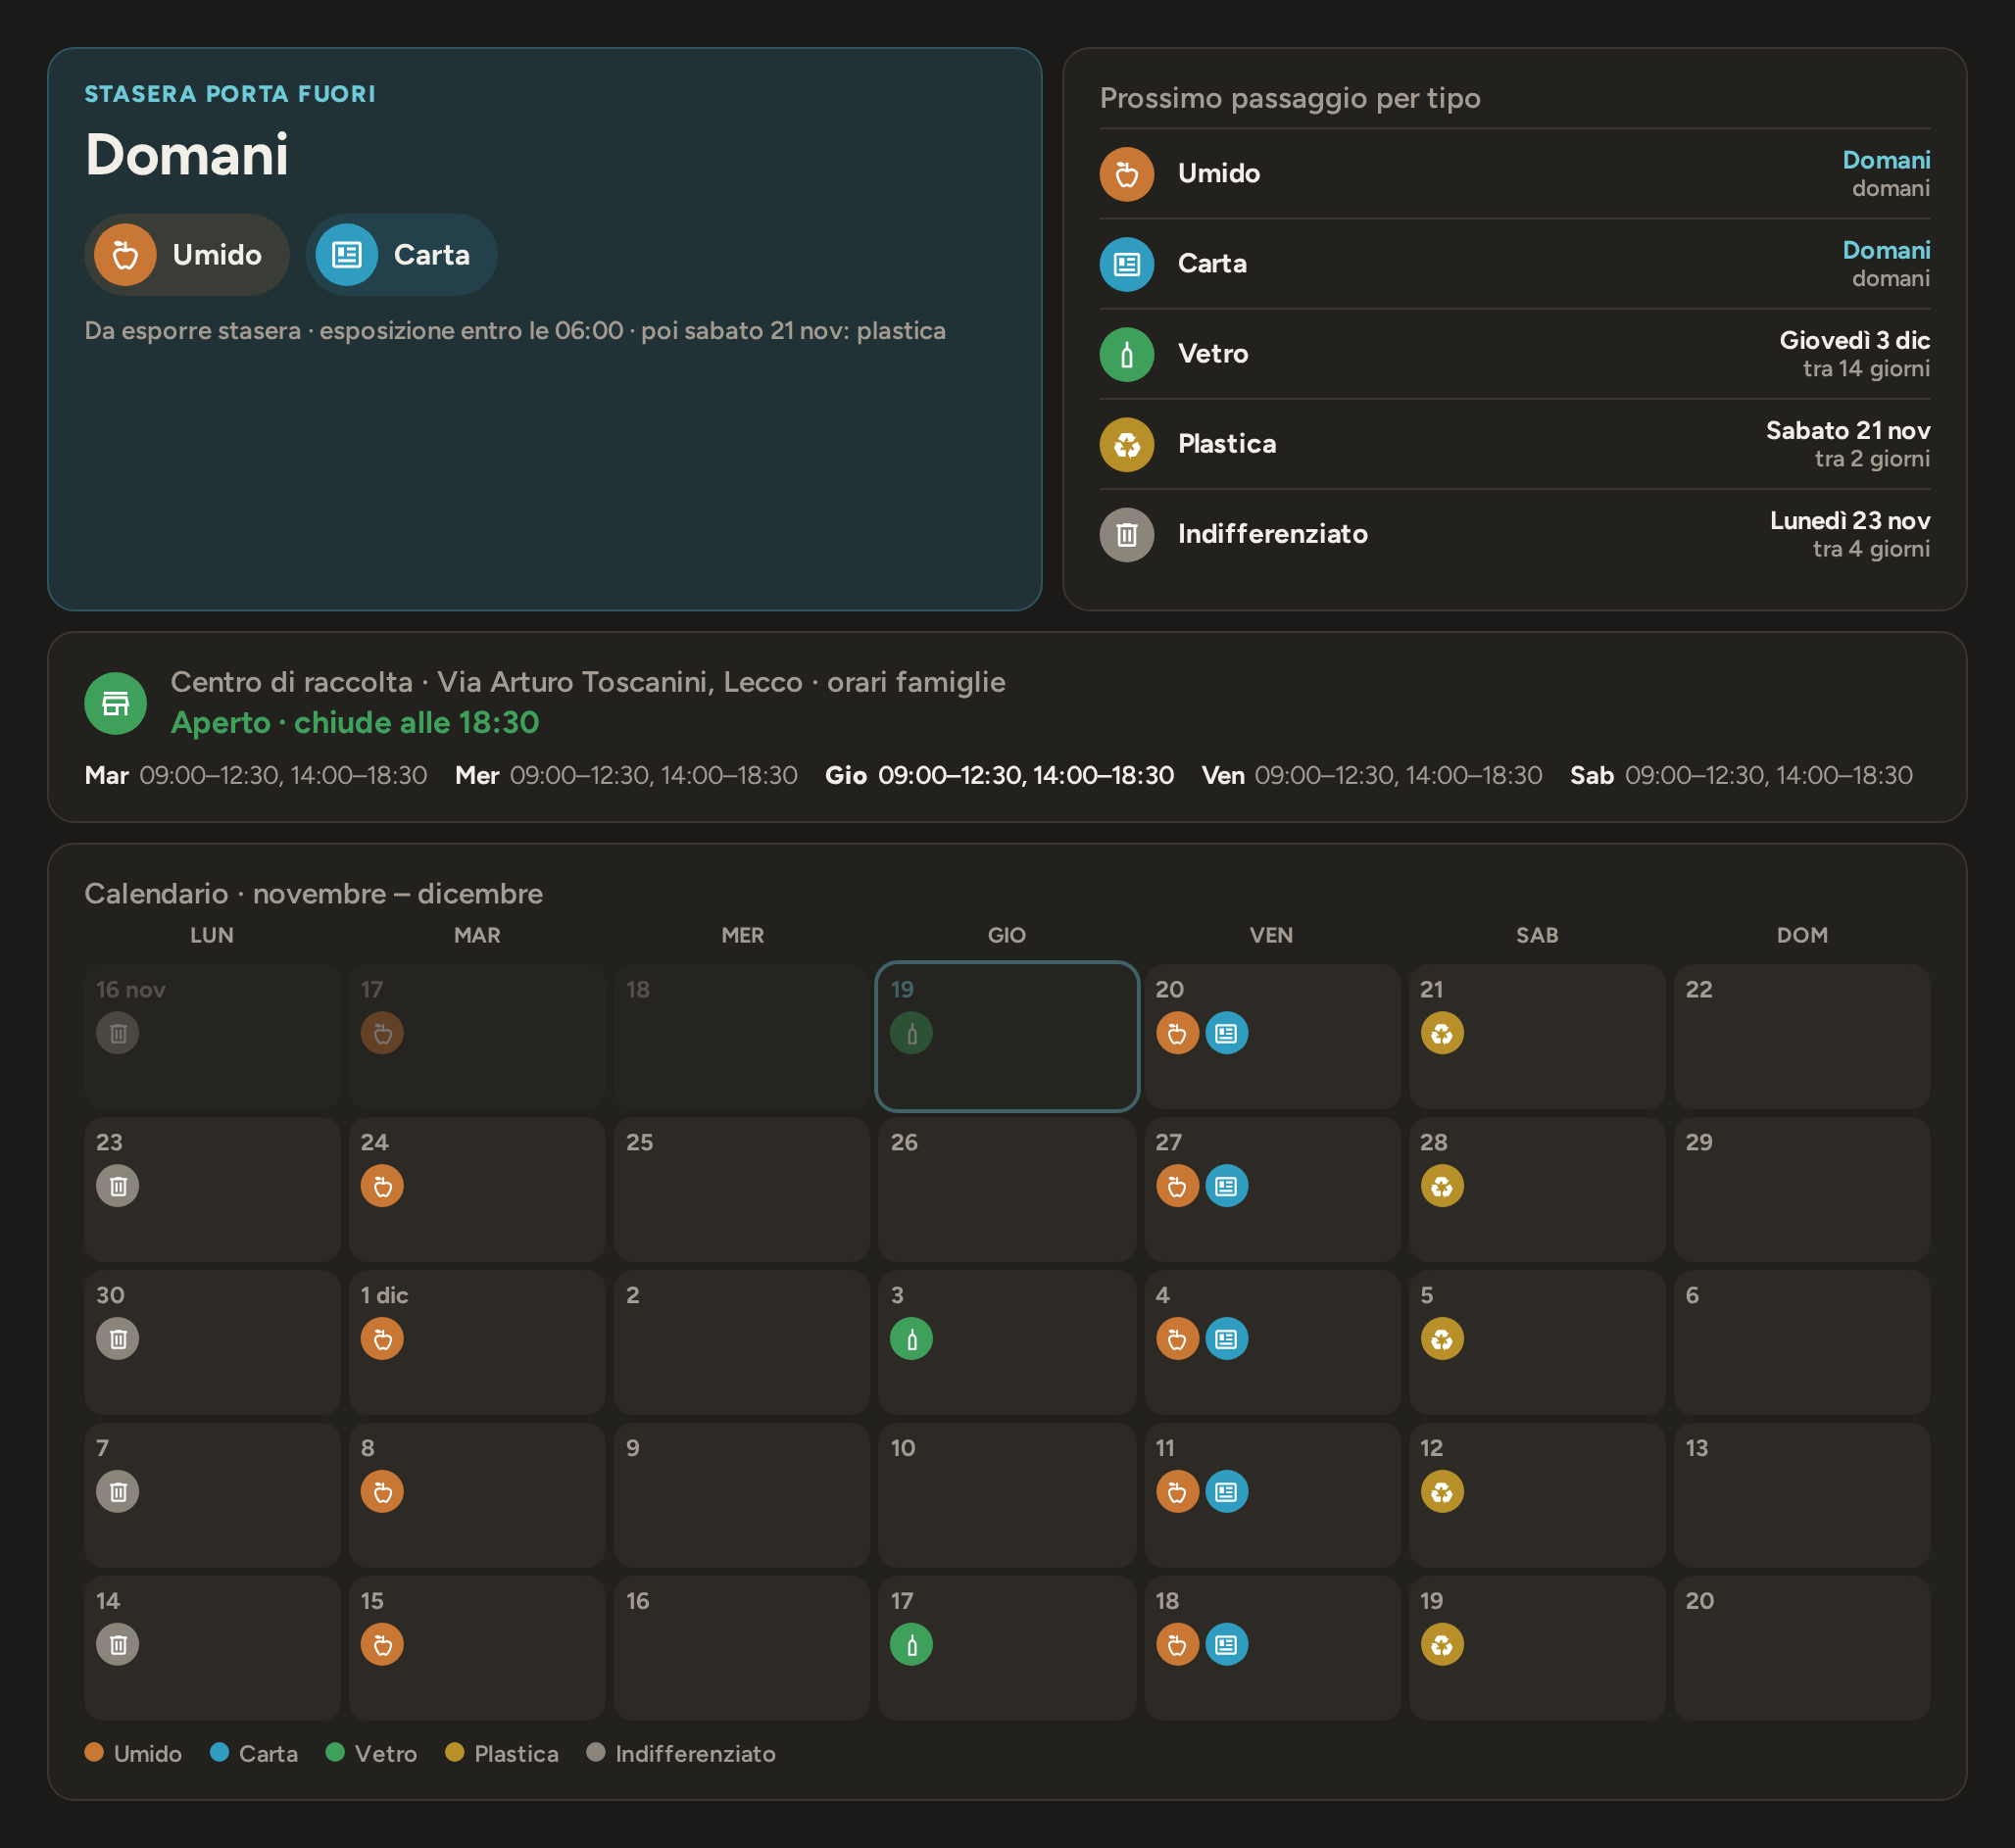 STASERA PORTA FUORI
Domani
Umido Carta
Da esporre stasera · esposizione entro le 06:00 · poi sabato 21 nov: plastica
Prossimo passaggio per tipo
Umido Domani
domani
Carta Domani
domani
Vetro Giovedì 3 dic
tra 14 giorni
Plastica Sabato 21 nov
tra 2 giorni
Indifferenziato Lunedì 23 nov
tra 4 giorni
Centro di raccolta · Via Arturo Toscanini, Lecco · orari famiglie
Aperto · chiude alle 18:30
Mar 09:00–12:30, 14:00–18:30 Mer 09:00–12:30, 14:00–18:30 Gio 09:00–12:30, 14:00–18:30 Ven 09:00–12:30, 14:00–18:30 Sab 09:00–12:30, 14:00–18:30
Calendario · novembre – dicembre
LUN MAR MER GIO VEN SAB DOM
16 nov 17 18 19 20 21 22
23 24 25 26 27 28 29
30 1 dic 2 3 4 5 6
7 8 9 10 11 12 13
14 15 16 17 18 19 20
Umido Carta Vetro Plastica Indifferenziato